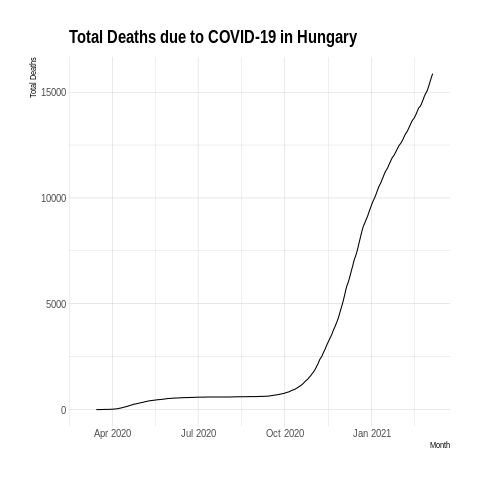 Total Deaths due to COVID-19 in Hungary
Total Deaths
15000
10000
5000
0
Apr 2020
Jul 2020
Oct 2020
Jan 2021
Month